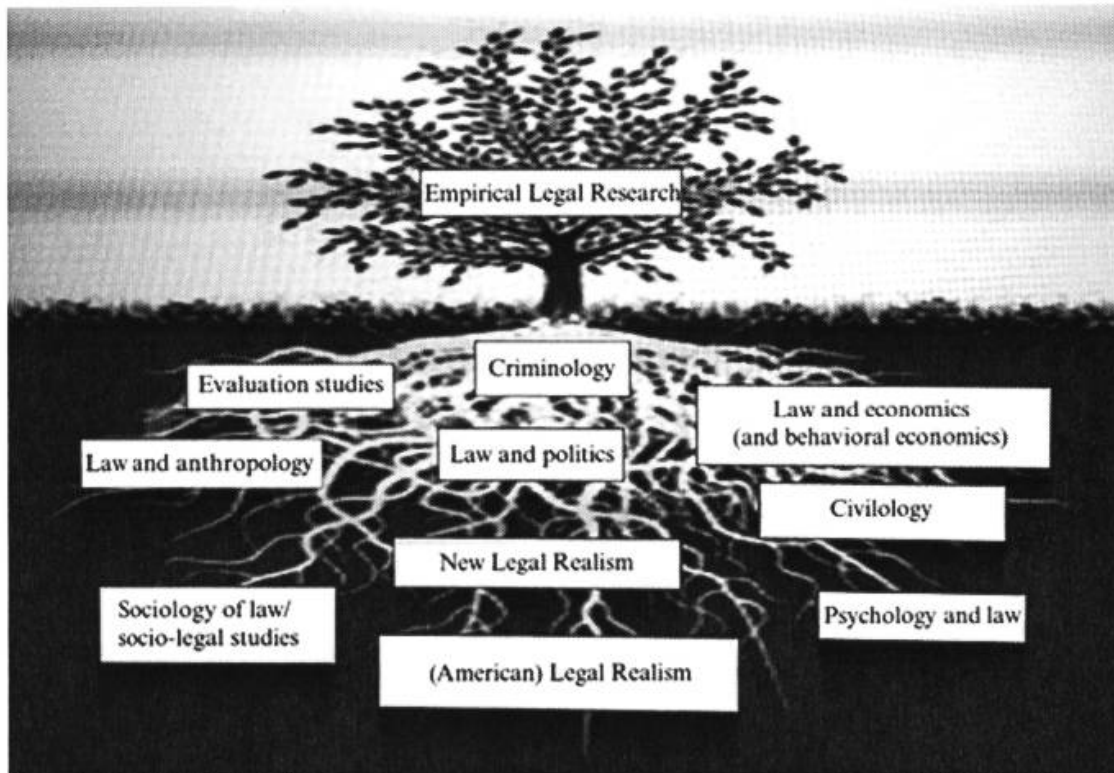 Empirical Legal Research
Criminology
Evaluation studies
Law and economics
(and behavioral economics)
Law and anthropology
Law and politics
Civilology
New Legal Realism
Sociology of law/
socio-legal studies
Psychology and law
(American) Legal Realism